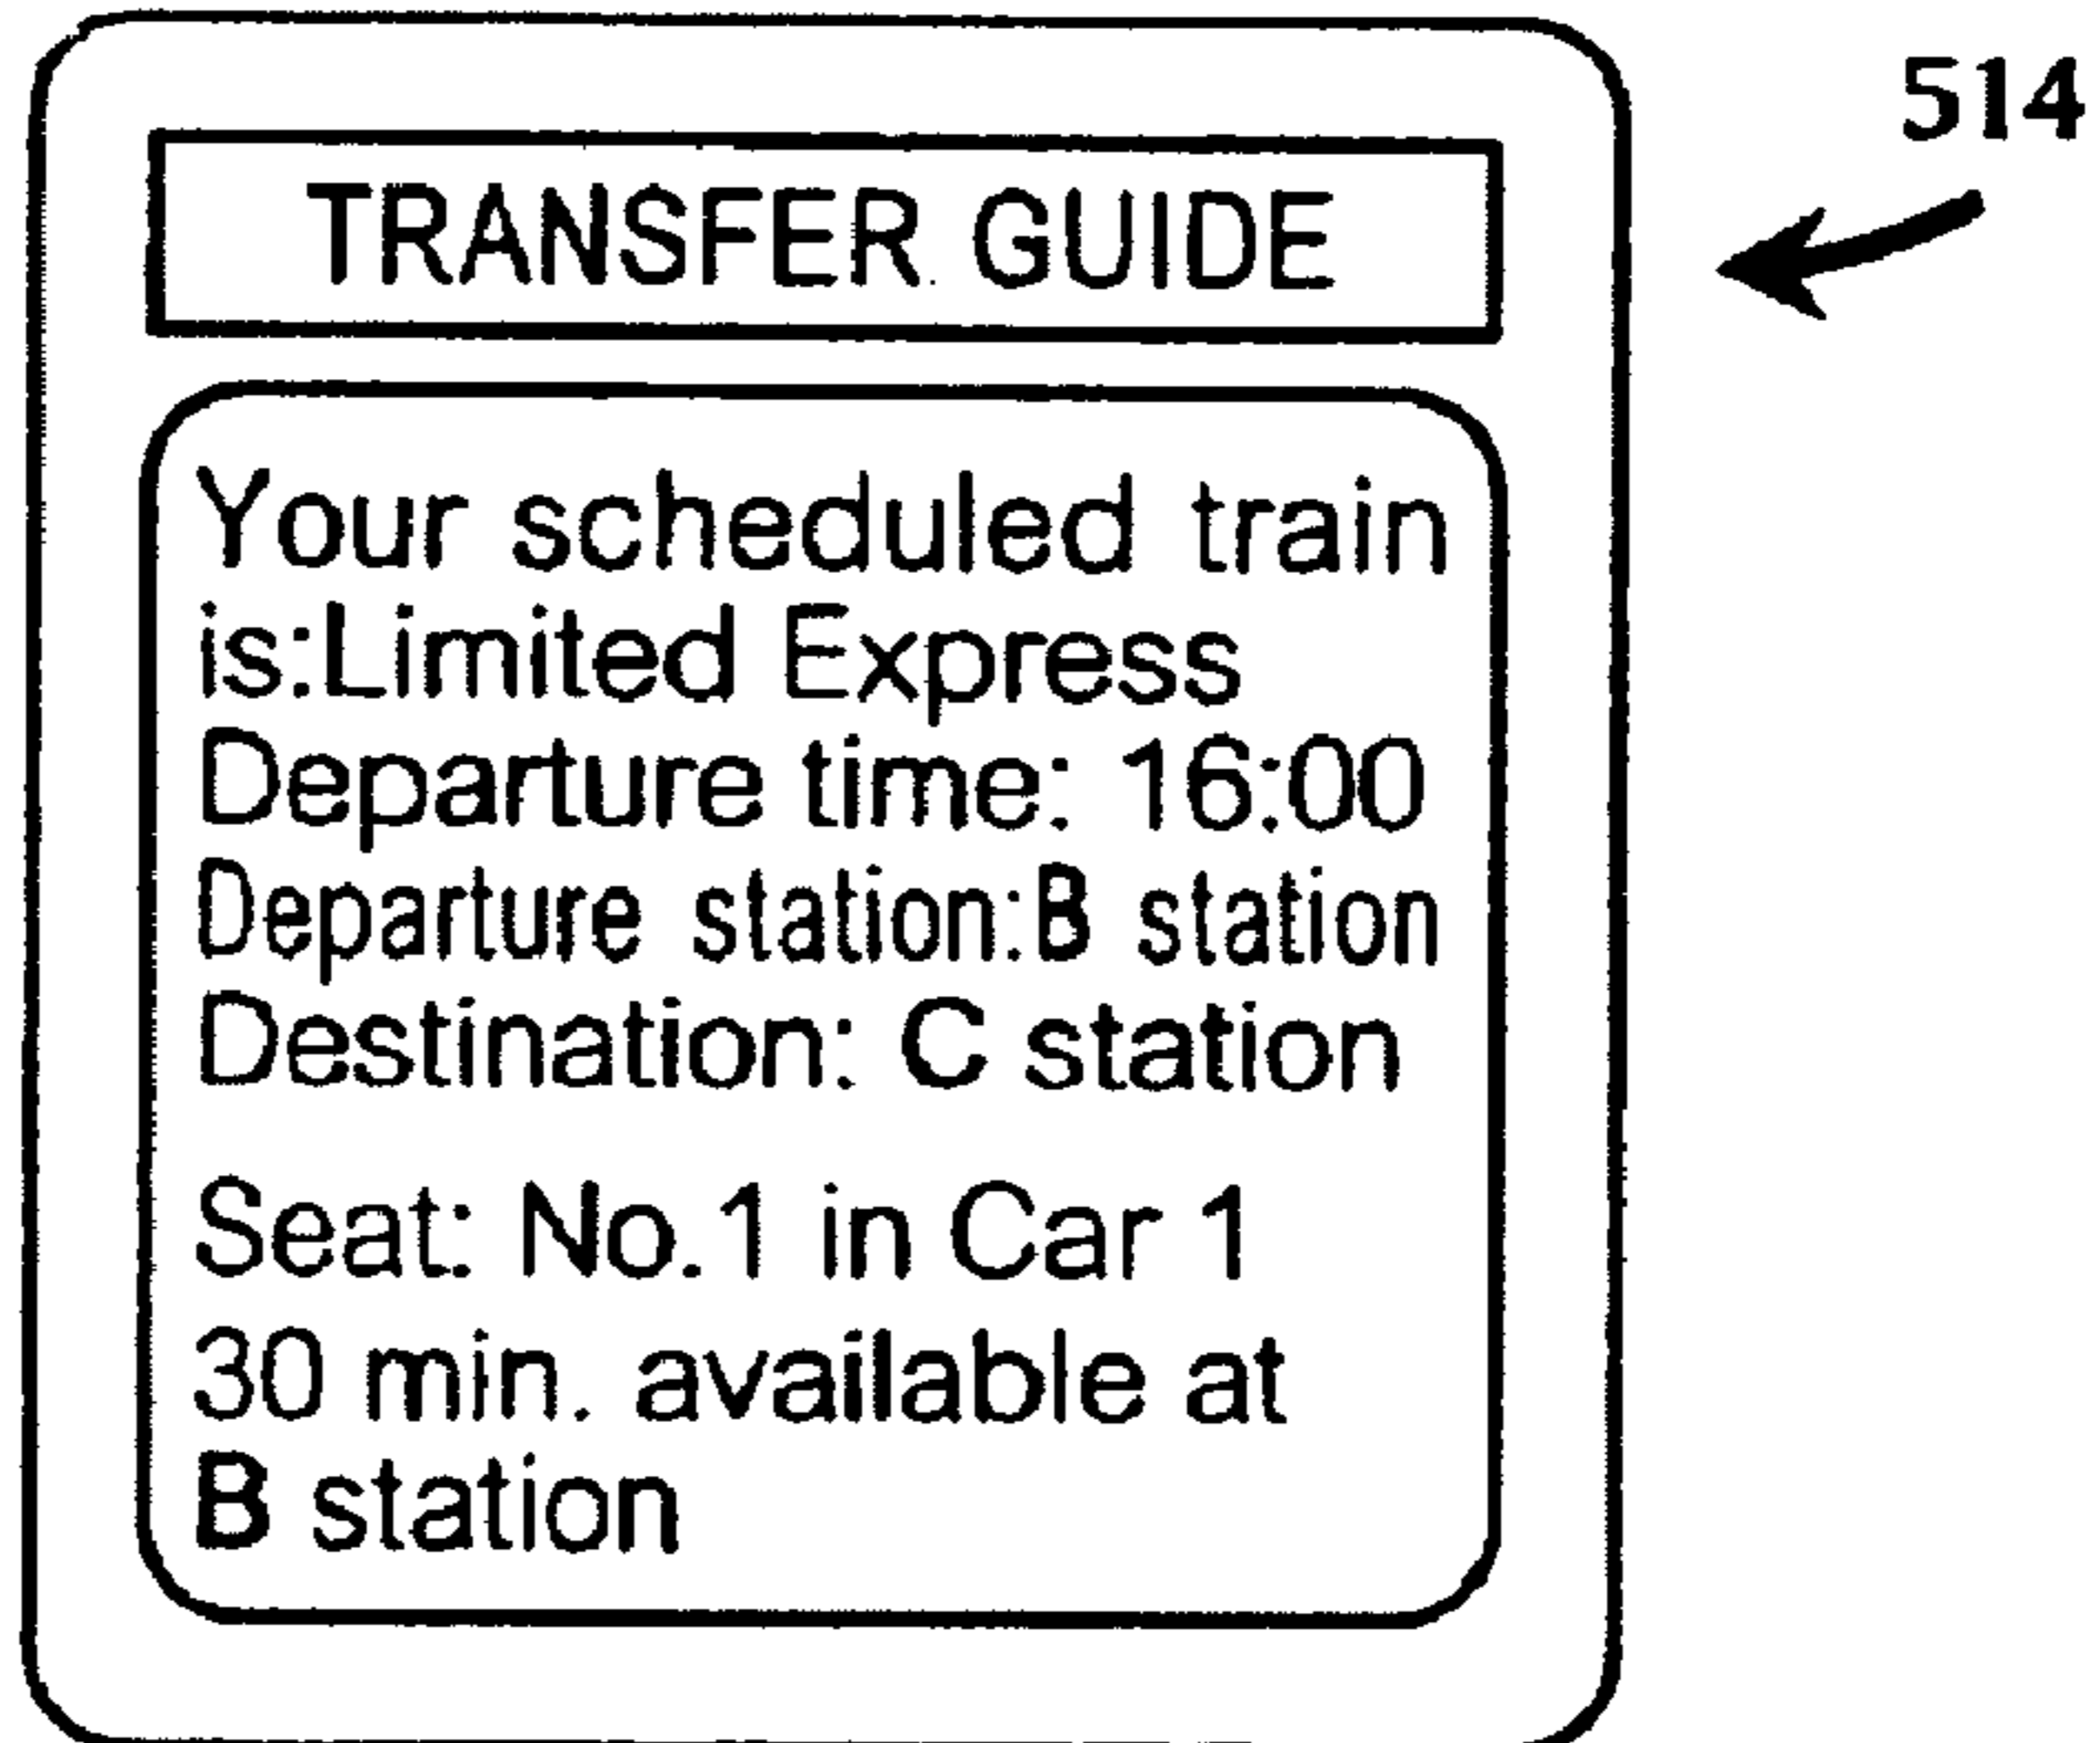 514
TRANSFER GUIDE
Your scheduled train
is:Limited Express
Departure time: 16:00
Departure station:B station
Destination: C station
Seat: No.1 in Car 1
30 min. available at
B station